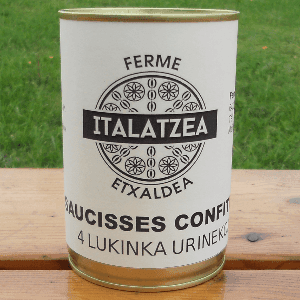 FERME
ITALATZEA
ETXALDEA
SAUCISSES CONFIT
4 LUKINKA URINEKO